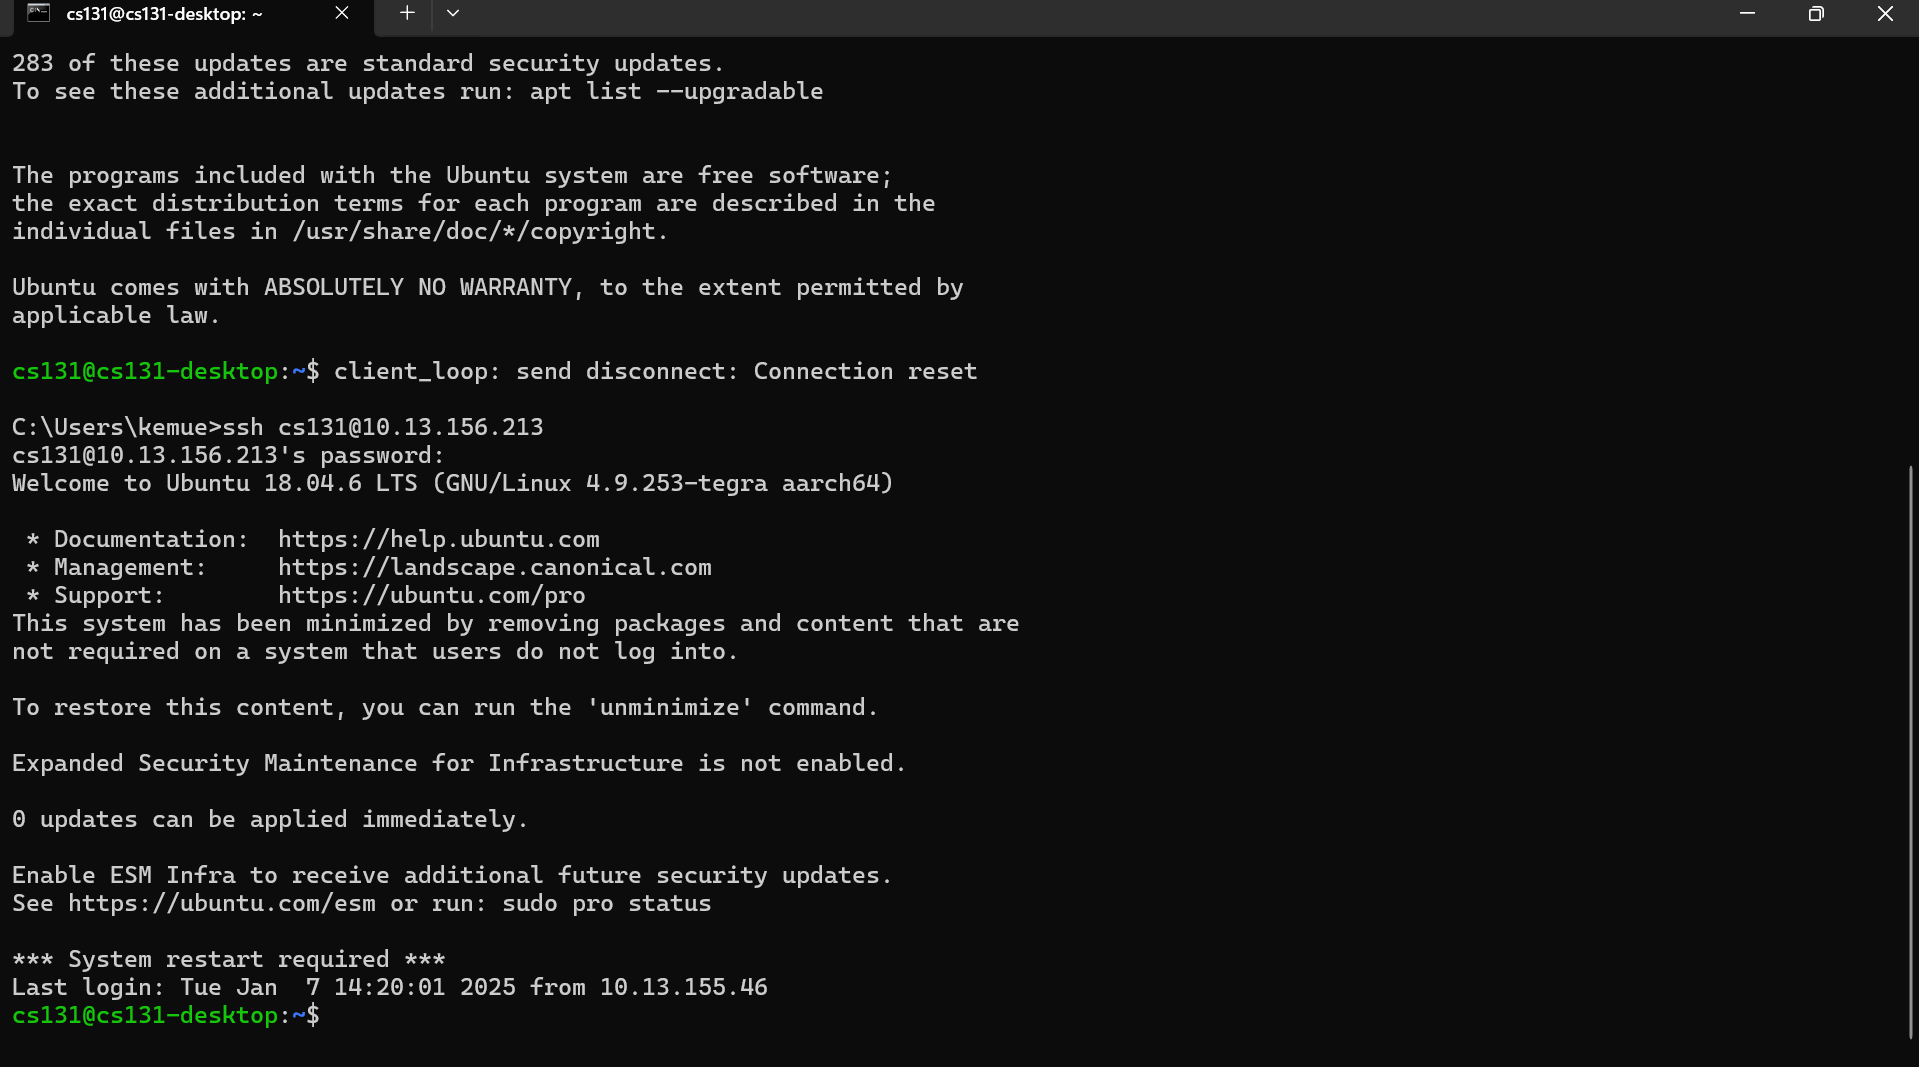 cs131@cs131-desktop: ~
283 of these updates are standard security updates.
To see these additional updates run: apt list --upgradable
The programs included with the Ubuntu system are free software;
the exact distribution terms for each program are described in the
individual files in /usr/share/doc/*/copyright.
Ubuntu comes with ABSOLUTELY NO WARRANTY, to the extent permitted by
applicable law.
cs131@cs131-desktop:~$ client_loop: send disconnect: Connection reset
C:\Users\kemue>ssh cs131@10.13.156.213
cs131@10.13.156.213's password:
Welcome to Ubuntu 18.04.6 LTS (GNU/Linux 4.9.253-tegra aarch64)
 * Documentation:  https://help.ubuntu.com
 * Management:     https://landscape.canonical.com
 * Support:        https://ubuntu.com/pro
This system has been minimized by removing packages and content that are
not required on a system that users do not log into.
To restore this content, you can run the 'unminimize' command.
Expanded Security Maintenance for Infrastructure is not enabled.
0 updates can be applied immediately.
Enable ESM Infra to receive additional future security updates.
See https://ubuntu.com/esm or run: sudo pro status
*** System restart required ***
Last login: Tue Jan  7 14:20:01 2025 from 10.13.155.46
cs131@cs131-desktop:~$